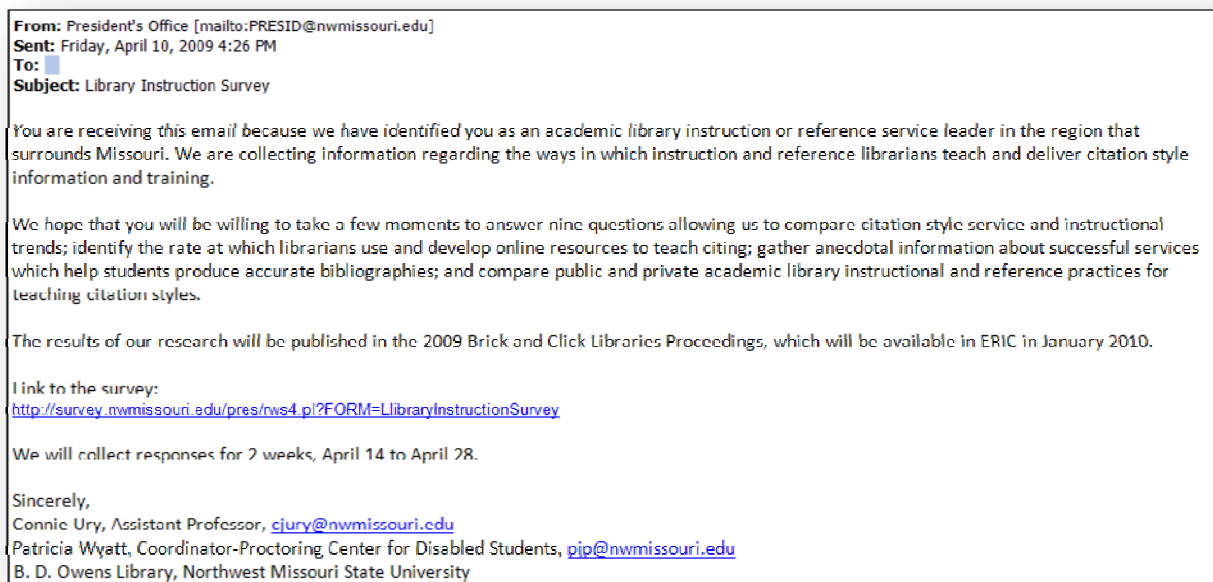 From: President's Office [mailto:PRESID@nwmissouri.edu]
Sent: Friday, April 10, 2009 4:26 PM
To:
Subject: Library Instruction Survey
You are receiving this email because we have identified you as an academic library instruction or reference service leader in the region that
surrounds Missouri. We are collecting information regarding the ways in which instruction and reference librarians teach and deliver citation style
information and training.
We hope that you will be willing to take a few moments to answer nine questions allowing us to compare citation style service and instructional
trends; identify the rate at which librarians use and develop online resources to teach citing; gather anecdotal information about successful services
which help students produce accurate bibliographies; and compare public and private academic library instructional and reference practices for
teaching citation styles.
The results of our research will be published in the 2009 Brick and Click Libraries Proceedings, which will be available in ERIC in January 2010.
Link to the survey:
http://survey.nwmissouri.edu/pres/rws4.pl?FORM=LlibraryInstructionSurvey
We will collect responses for 2 weeks, April 14 to April 28.
Sincerely,
Connie Ury, Assistant Professor, cjury@nwmissouri.edu
Patricia Wyatt, Coordinator-Proctoring Center for Disabled Students, pjp@nwmissouri.edu
B. D. Owens Library, Northwest Missouri State University